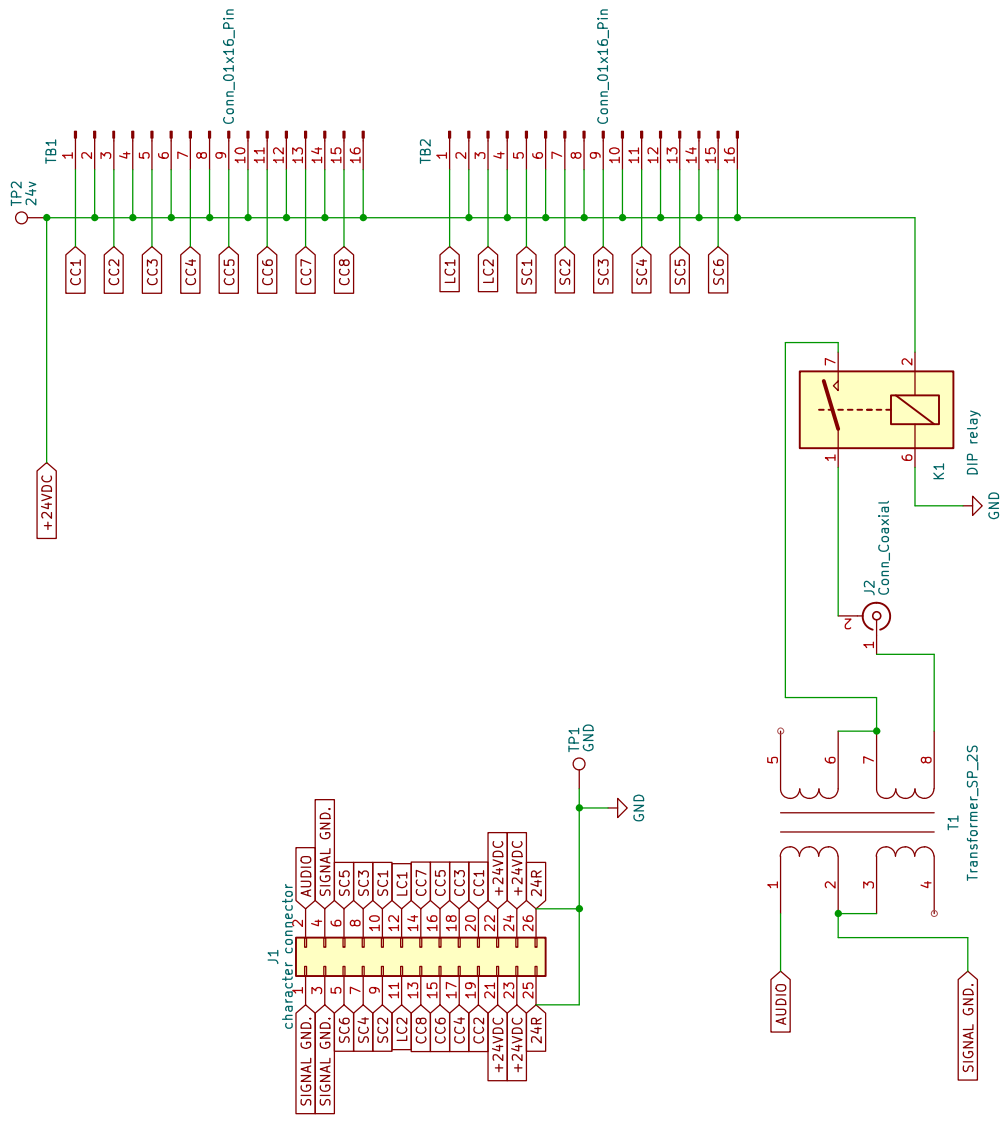 Conn_01x16_Pin
TB1
1
2
3
4
5
6
7
8
9
10
11
12
13
14
15
16
Conn_01x16_Pin
TB2
1
2
3
4
5
6
7
8
9
10
11
12
13
14
15
16
TP2
24v
CC1
CC2
CC3
CC4
CC5
CC6
CC7
CC8
LC1
LC2
SC1
SC2
SC3
SC4
SC5
SC6
+24VDC
7
2
1
6
K1
DIP relay
GND
J2
Conn_Coaxial
2
1
5
6
7
8
T1
Transformer_SP_2S
1
2
3
4
AUDIO
SIGNAL GND.
TP1
GND
GND
J1
character connector
AUDIO
SIGNAL GND.
SC5
SC3
SC1
LC1
CC7
CC5
CC3
CC1
+24VDC
+24VDC
24R
2
4
6
8
10
12
14
16
18
20
22
24
26
1
3
5
7
9
11
13
15
17
19
21
23
25
SIGNAL GND.
SIGNAL GND.
SC6
SC4
SC2
LC2
CC8
CC6
CC4
CC2
+24VDC
+24VDC
24R